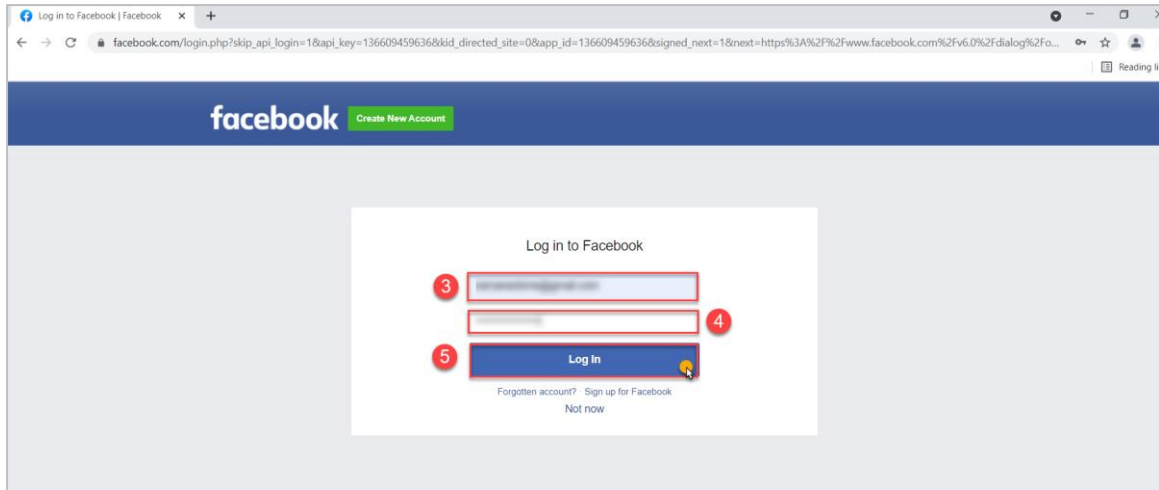 Log in to Facebook | Facebook
facebook.com/login.php?skip_api_login=1&api_key=136609459636&kid_directed_site=0&app_id=136609459636&signed_next=1&next=https%3A%2F%2Fwww.facebook.com%2Fv6.0%2Fdialog%2Fo...
Reading li
facebook Create New Account
Log in to Facebook
3
4
5 Log In
Forgotten account? Sign up for Facebook
Not now